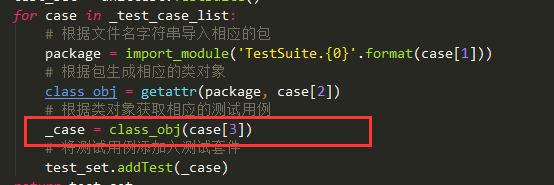 for case in _test_case_list:
# 根据文件名字符串导入相应的包
package = import_module('TestSuite.{0}'.format(case[1]))
# 根据包生成相应的类对象
class_obj = getattr(package, case[2])
# 根据类对象获取相应的测试用例
_case = class_obj(case[3])
# 将测试用例添加入测试套件
test_set.addTest(_case)
return test_set